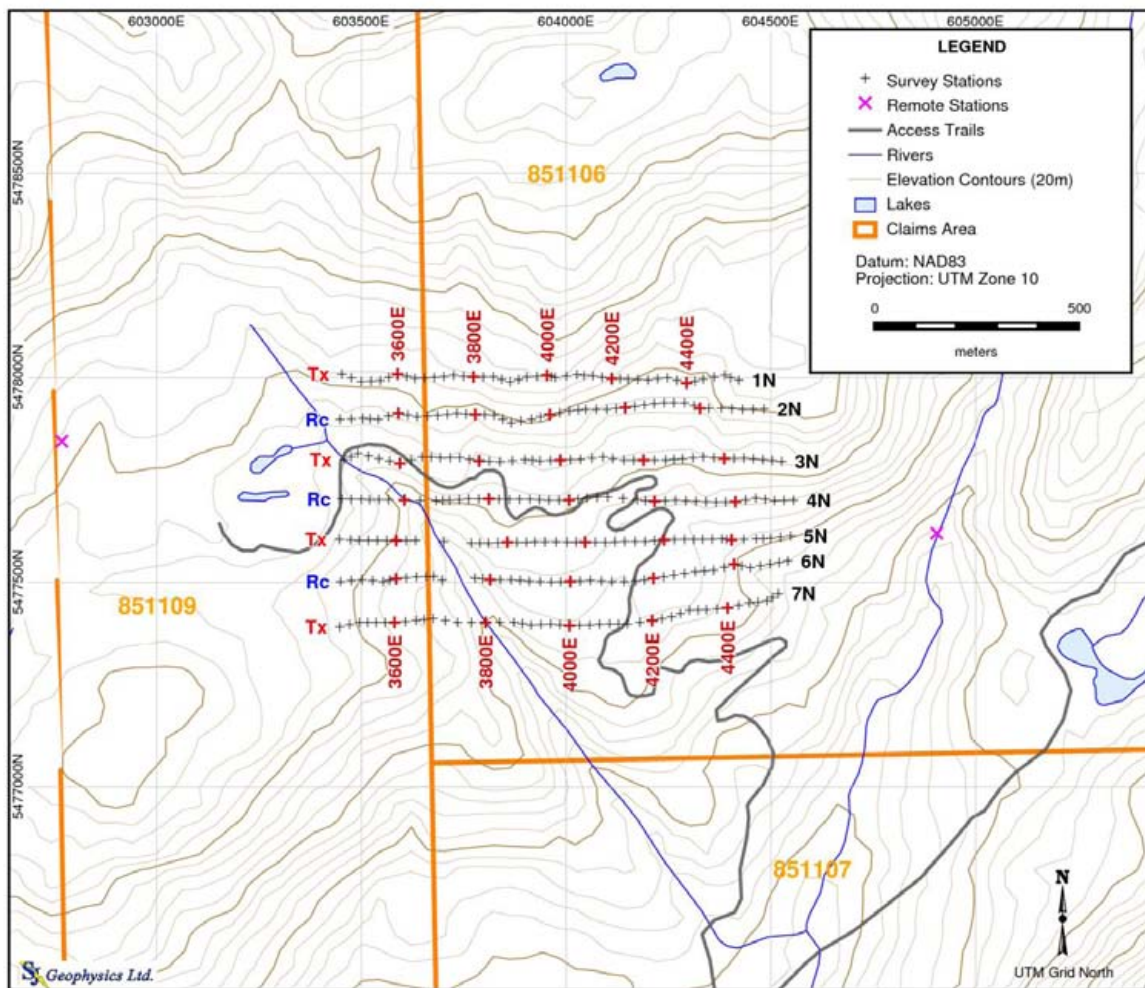 603000E
603500E
604000E
604500E
605000E
LEGEND
Survey Stations
Remote Stations
Access Trails
Rivers
Elevation Contours (20m)
Lakes
Claims Area
Datum: NAD83
Projection: UTM Zone 10
0
500
meters
5478500N
5478000N
5477500N
5477000N
851106
3600E
3800E
4000E
4200E
4400E
Tx
1N
Rc
2N
Tx
3N
Rc
4N
Tx
5N
Rc
6N
Tx
7N
3600E
3800E
4000E
4200E
4400E
851109
851107
N
UTM Grid North
SJ Geophysics Ltd.